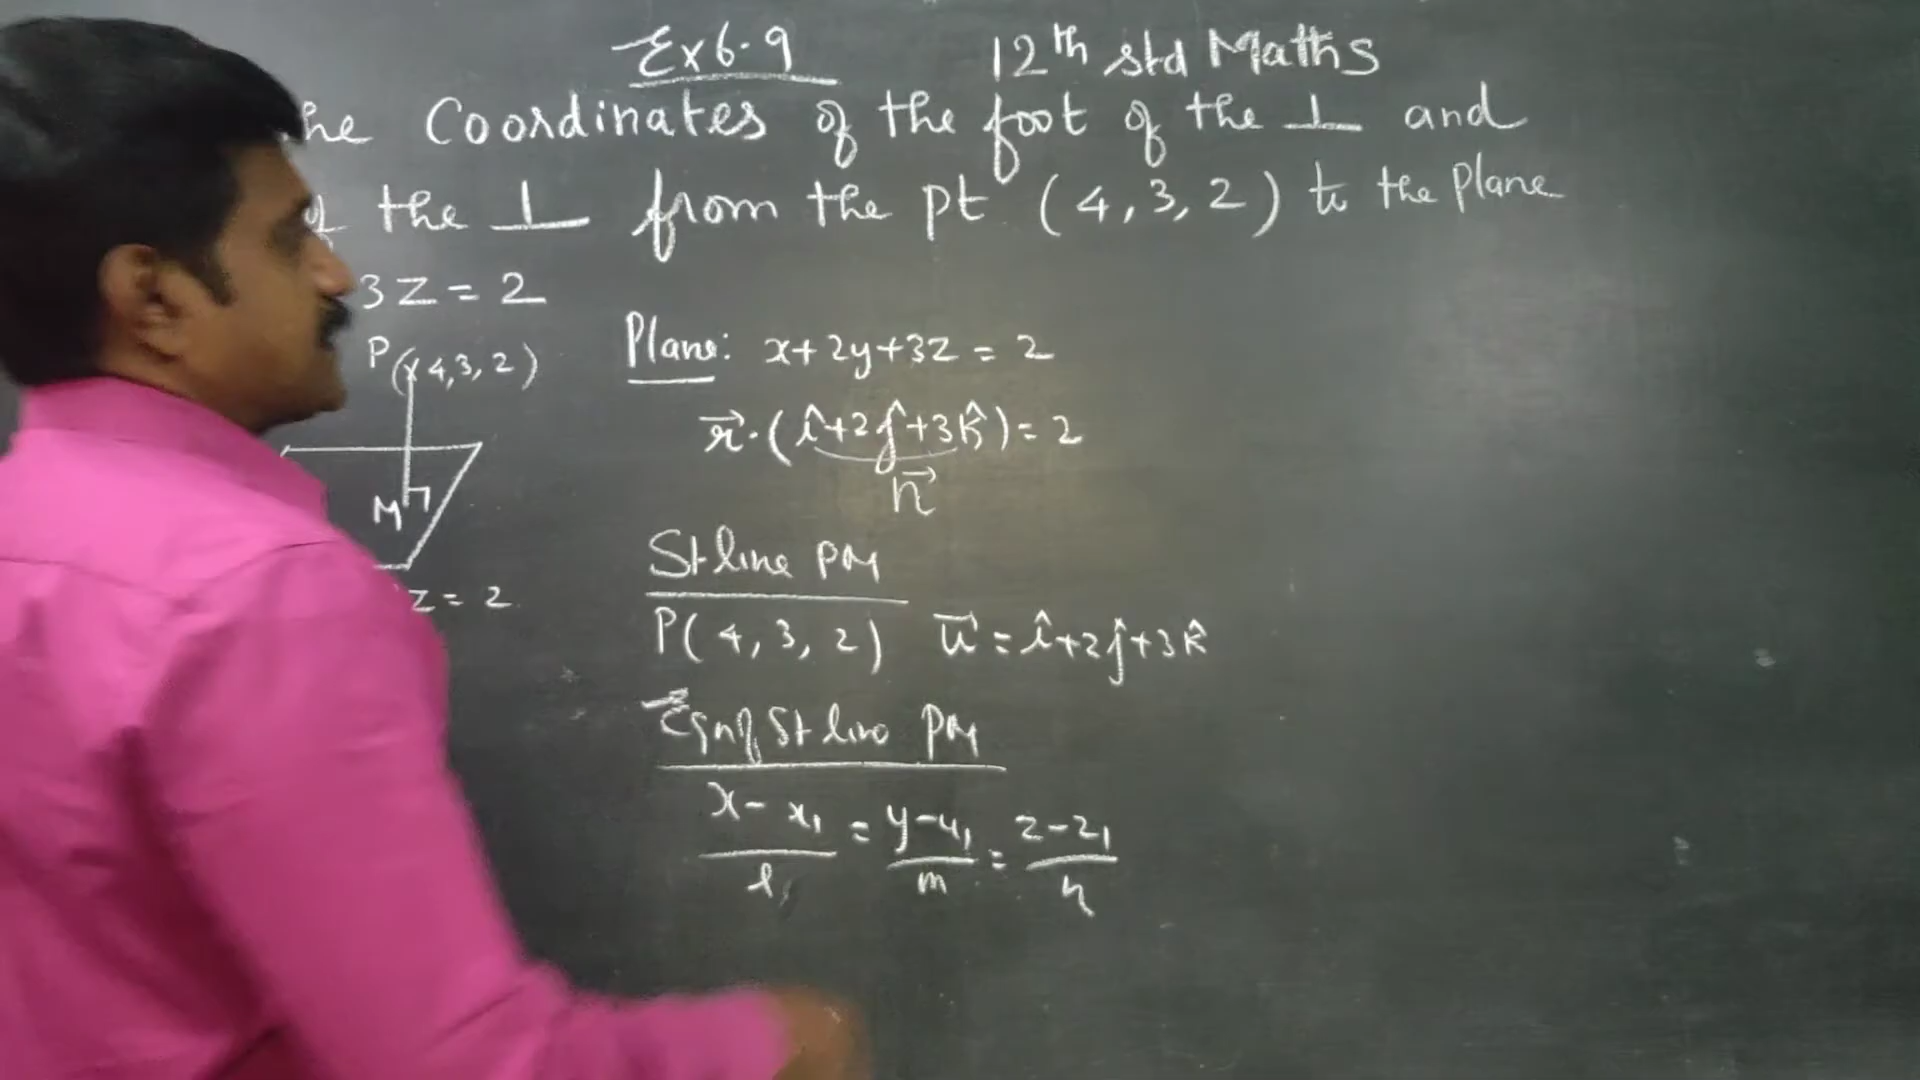 Ex 6.9 12th std Maths
he Coordinates of the foot of the ⊥ and
of the ⊥ from the pt (4, 3, 2) to the plane
3z = 2
P(4,3,2)
M
z = 2
Plane: x+2y+3z = 2
r⃗·(î+2ĵ+3k̂) = 2
n⃗
St line PM
P(4, 3, 2) u⃗ = î+2ĵ+3k̂
Eqn of St line PM
x-x₁/l = y-y₁/m = z-z₁/n